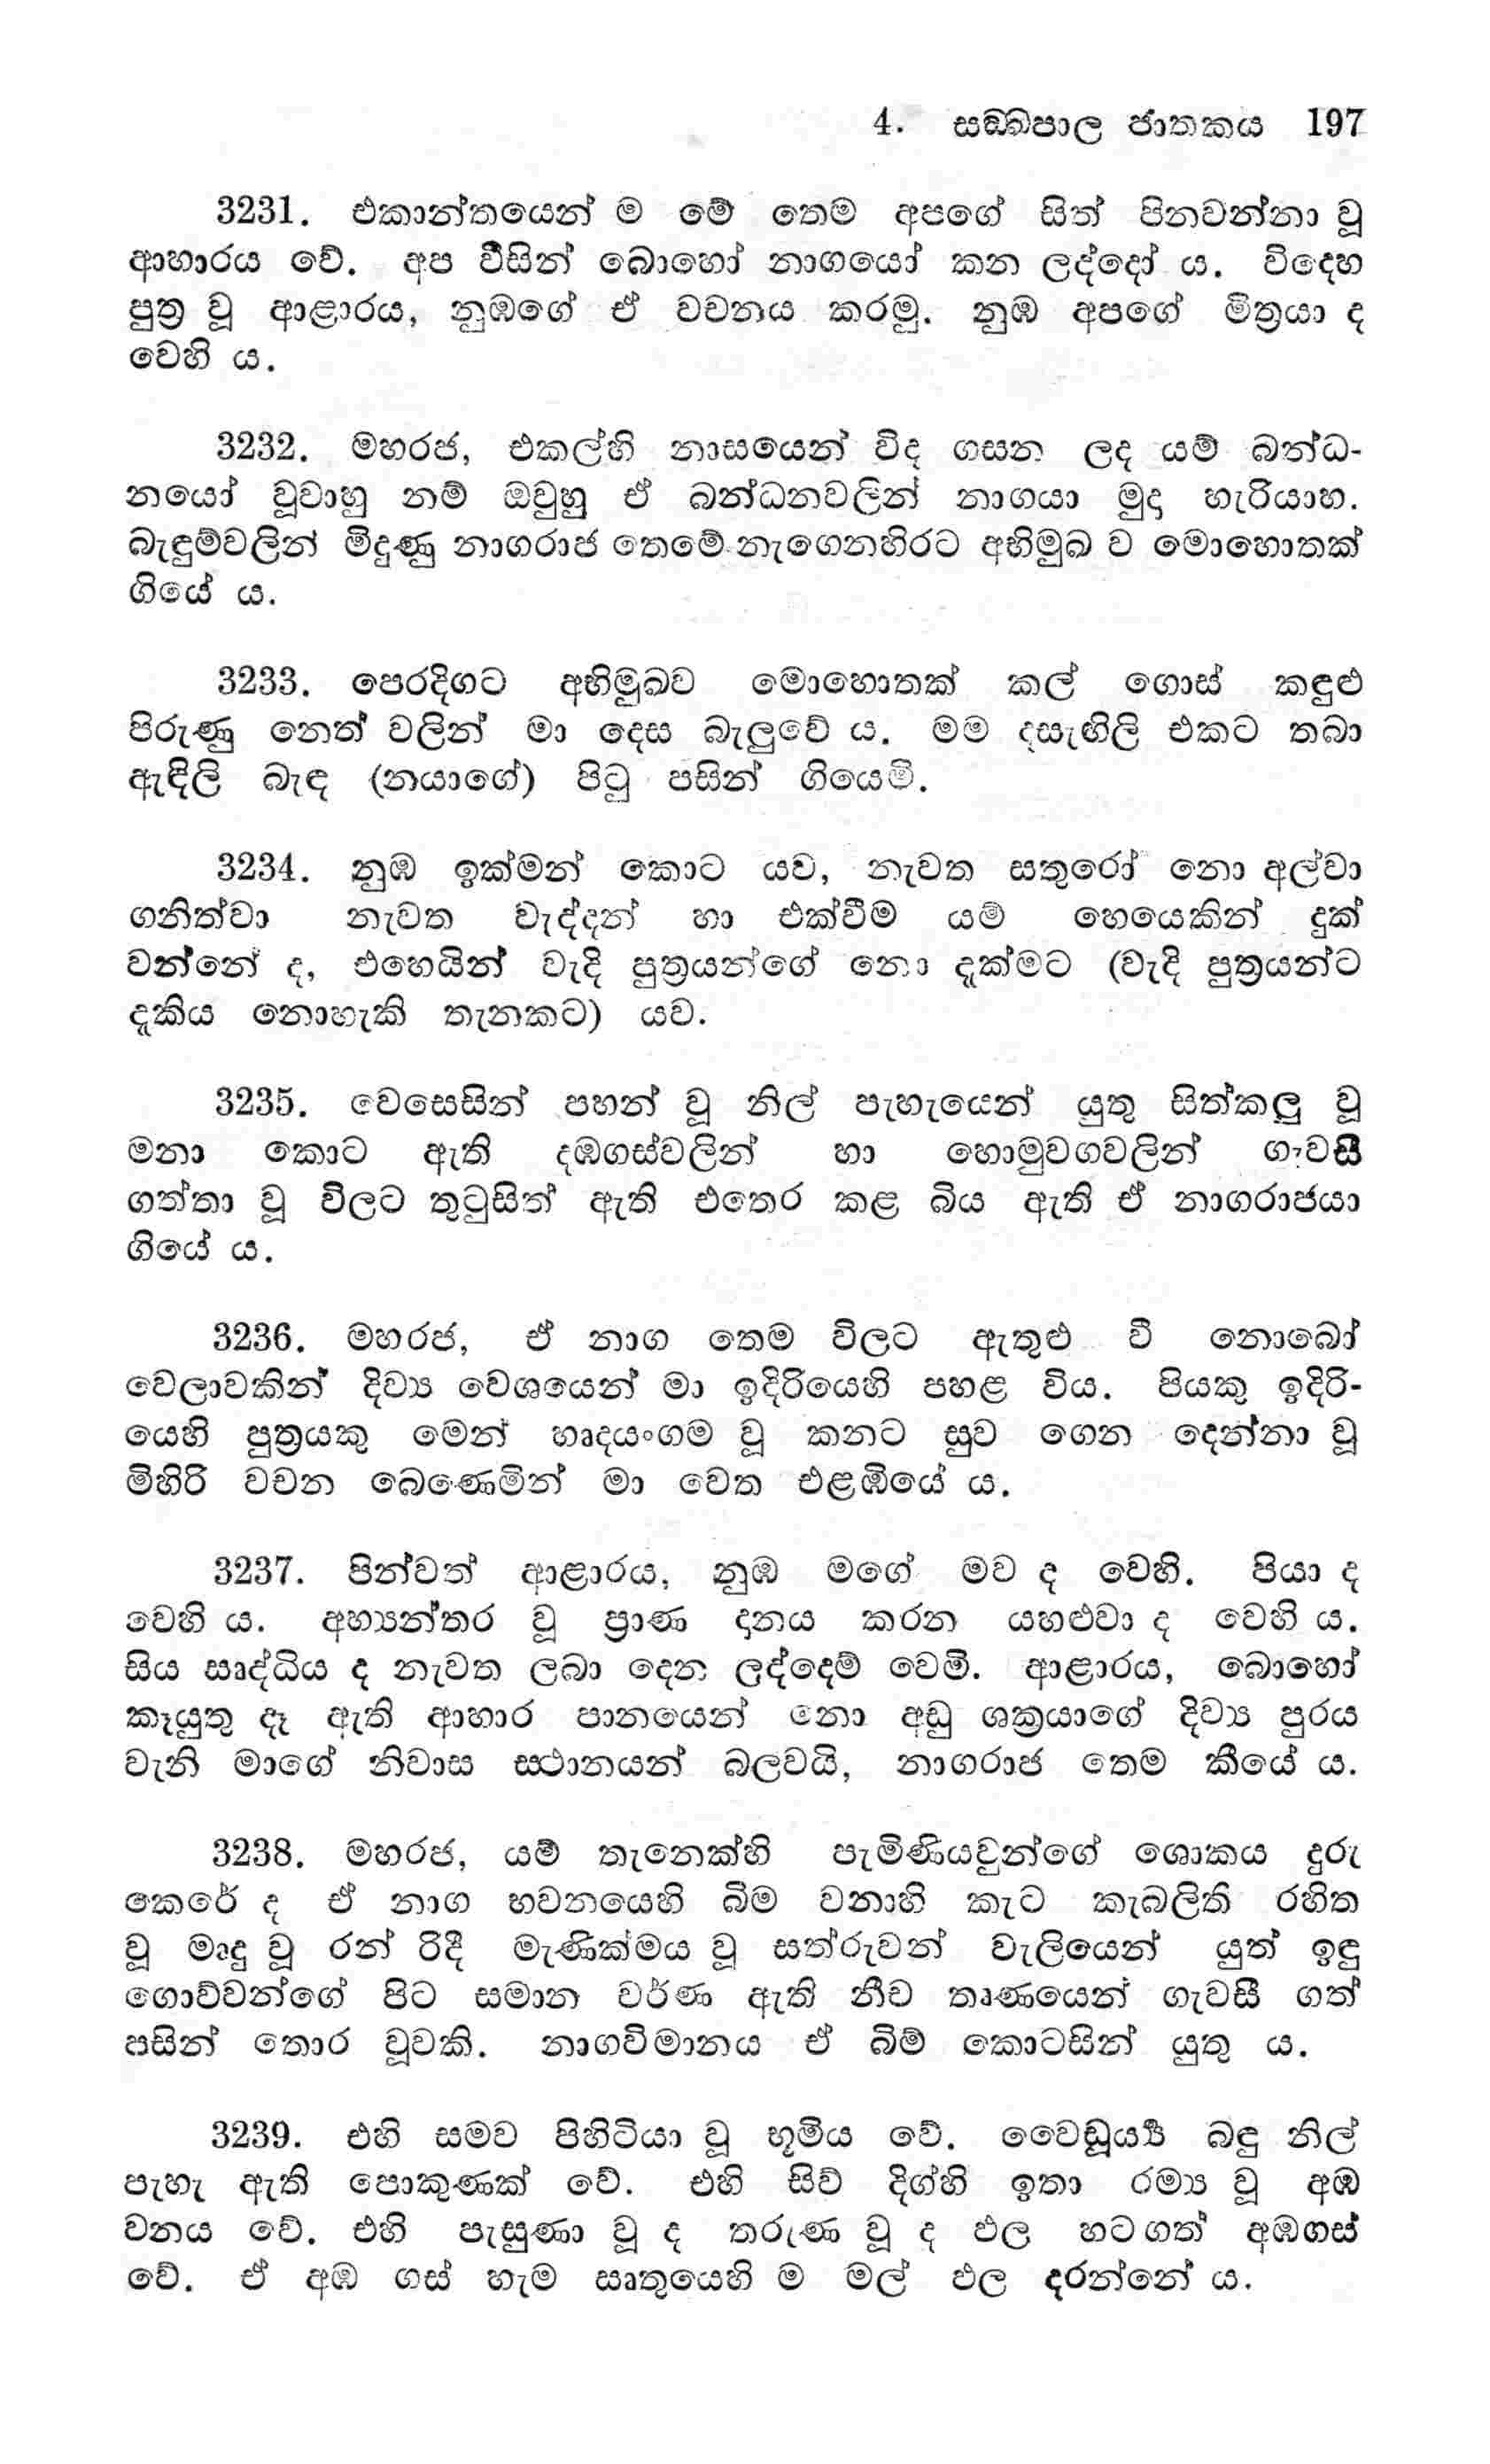 4. සඞ්ඛපාල ජාතකය 197
3231. එකාන්තයෙන් ම මේ තෙම අපගේ සිත් පිනවන්නා වූ
ආහාරය වේ. අප විසින් බොහෝ නාගයෝ කන ලද්දෝ ය. විදෙහ
පුත්‍ර වූ ආළාරය, නුඹගේ ඒ වචනය කරමු. නුඹ අපගේ මිත්‍රයා ද
වෙහි ය.
3232. මහරජ, එකල්හි නාසයෙන් විද ගසන ලද යම් බන්ධ-
නයෝ වූවාහු නම් ඔවුහු ඒ බන්ධනවලින් නාගයා මුදා හැරියාහ.
බැඳුම්වලින් මිදුණු නාගරාජ තෙමේ නැගෙනහිරට අභිමුඛ ව මොහොතක්
ගියේ ය.
3233. පෙරදිගට අභිමුඛව මොහොතක් කල් ගොස් කඳුළු
පිරුණු නෙත් වලින් මා දෙස බැලුවේ ය. මම දසැඟිලි එකට තබා
ඇඳිලි බැඳ (නයාගේ) පිටු පසින් ගියෙමි.
3234. නුඹ ඉක්මන් කොට යව, නැවත සතුරෝ නො අල්වා
ගනිත්වා නැවත වැද්දන් හා එක්වීම යම් හෙයෙකින් දුක්
වන්නේ ද, එහෙයින් වැදි පුත්‍රයන්ගේ නො දැක්මට (වැදි පුත්‍රයන්ට
දැකිය නොහැකි තැනකට) යව.
3235. වෙසෙසින් පහන් වූ නිල් පැහැයෙන් යුතු සිත්කලු වූ
මනා කොට ඇති දඹගස්වලින් හා හොමුවගවලින් ගැවසී
ගත්තා වූ විලට තුටුසිත් ඇති එතෙර කළ බිය ඇති ඒ නාගරාජයා
ගියේ ය.
3236. මහරජ, ඒ නාග තෙම විලට ඇතුළු වී නොබෝ
වෙලාවකින් දිව්‍ය වෙශයෙන් මා ඉදිරියෙහි පහළ විය. පියකු ඉදිරි-
යෙහි පුත්‍රයකු මෙන් හෘදයංගම වූ කනට සුව ගෙන දෙන්නා වූ
මිහිරි වචන බෙණෙමින් මා වෙත එළඹියේ ය.
3237. පින්වත් ආළාරය, නුඹ මගේ මව ද වෙහි. පියා ද
වෙහි ය. අභ්‍යන්තර වූ ප්‍රාණ දානය කරන යහළුවා ද වෙහි ය.
සිය සෘද්ධිය ද නැවත ලබා දෙන ලද්දෙම් වෙමි. ආළාරය, බොහෝ
කෑයුතු දෑ ඇති ආහාර පානයෙන් නො අඩු ශක්‍රයාගේ දිව්‍ය පුරය
වැනි මාගේ නිවාස ස්ථානයන් බලවයි, නාගරාජ තෙම කීයේ ය.
3238. මහරජ, යම් තැනෙක්හි පැමිණියවුන්ගේ ශොකය දුරු
කෙරේ ද ඒ නාග භවනයෙහි බිම වනාහි කැට කැබලිති රහිත
වූ මෘදු වූ රන් රිදී මැණික්මය වූ සත්රුවන් වැලියෙන් යුත් ඉඳු
ගොව්වන්ගේ පිට සමාන වර්ණ ඇති නීච තෘණයෙන් ගැවසී ගත්
පසින් තොර වූවකි. නාගවිමානය ඒ බිම් කොටසින් යුතු ය.
3239. එහි සමව පිහිටියා වූ භූමිය වේ. වෛඩූර්‍ය්‍ය බඳු නිල්
පැහැ ඇති පොකුණක් වේ. එහි සිව් දිග්හි ඉතා රම්‍ය වූ අඹ
වනය වේ. එහි පැසුණා වූ ද තරුණ වූ ද ඵල හටගත් අඹගස්
වේ. ඒ අඹ ගස් හැම සෘතුයෙහි ම මල් ඵල දරන්නේ ය.